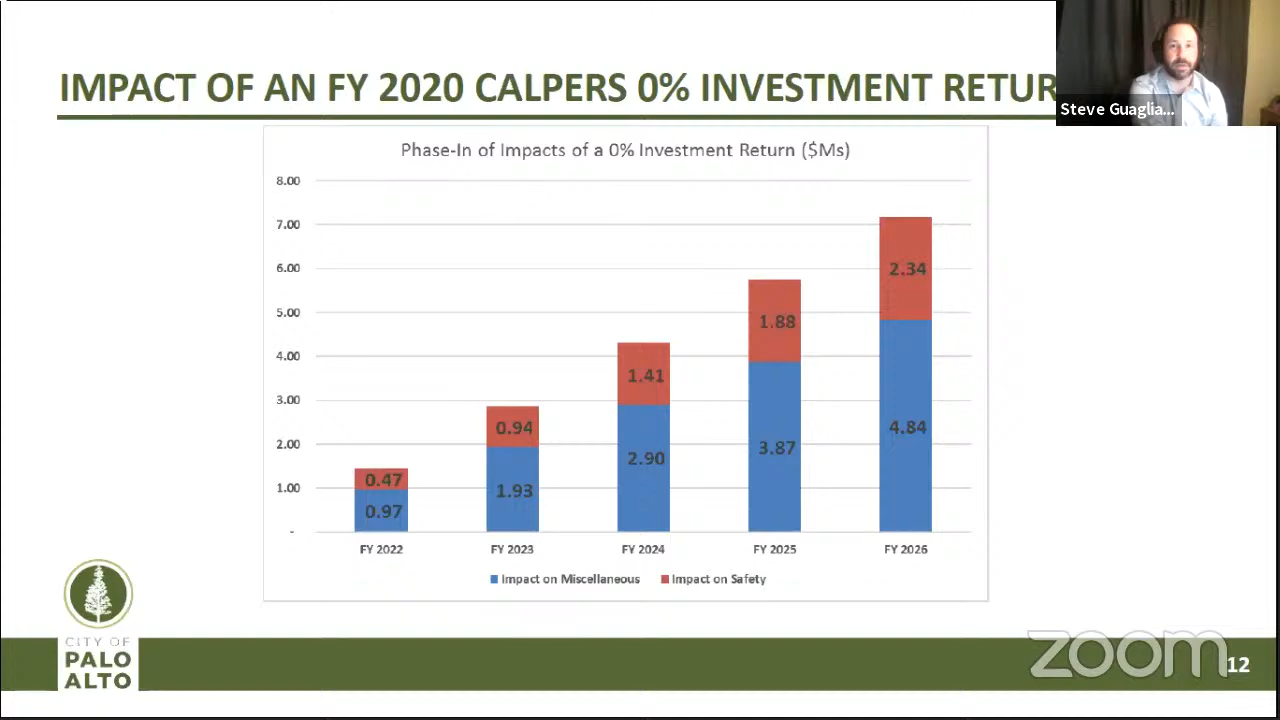 IMPACT OF AN FY 2020 CALPERS 0% INVESTMENT RETUR
Steve Guaglia...
Phase-In of Impacts of a 0% Investment Return ($Ms)
8.00
7.00
6.00
5.00
4.00
3.00
2.00
1.00
-
0.47
0.97
0.94
1.93
1.41
2.90
1.88
3.87
2.34
4.84
FY 2022 FY 2023 FY 2024 FY 2025 FY 2026
Impact on Miscellaneous Impact on Safety
CITY OF
PALO
ALTO
zoom
12